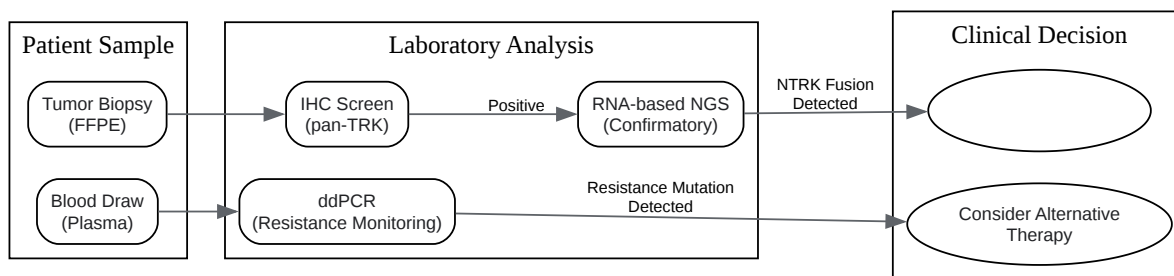 Patient Sample
Laboratory Analysis
Clinical Decision
Tumor Biopsy
(FFPE)
IHC Screen
(pan-TRK)
Positive
RNA-based NGS
(Confirmatory)
NTRK Fusion
Detected
Blood Draw
(Plasma)
ddPCR
(Resistance Monitoring)
Resistance Mutation
Detected
Consider Alternative
Therapy